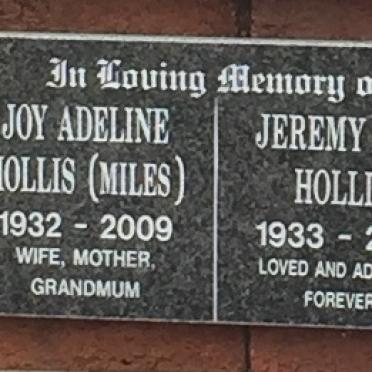 In Loving Memory o
JOY ADELINE
HOLLIS (MILES)
1932 - 2009
WIFE, MOTHER,
GRANDMUM
JEREMY
HOLLI
1933 - 2
LOVED AND AD
FOREVER